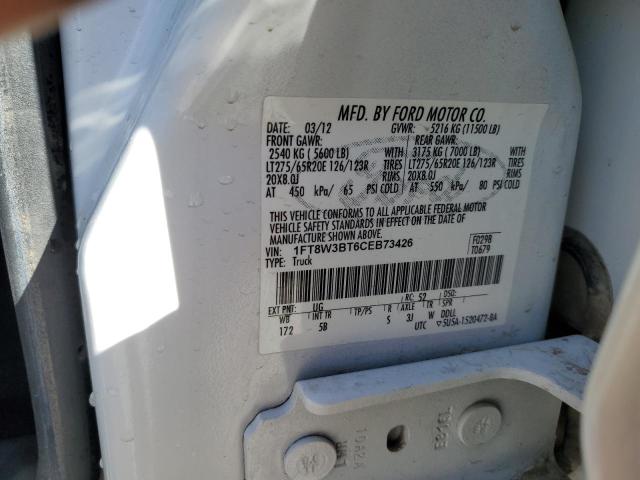 MFD. BY FORD MOTOR CO.
DATE: 03/12 GVWR: 5216 KG (11500 LB)
FRONT GAWR: REAR GAWR:
2540 KG ( 5600 LB) WITH 3175 KG ( 7000 LB) WITH
LT275/65R20E 126/123R TIRES LT275/65R20E 126/123R TIRES
20X8.0J RIMS 20X8.0J RIMS
AT 450 kPa/ 65 PSI COLD AT 550 kPa/ 80 PSI COLD
THIS VEHICLE CONFORMS TO ALL APPLICABLE FEDERAL MOTOR
VEHICLE SAFETY STANDARDS IN EFFECT ON THE DATE OF
MANUFACTURE SHOWN ABOVE.
VIN: 1FT8W3BT6CEB73426 F0298
TYPE: Truck T0679
EXT PNT: UG RC: 52 DSO:
WB INT TR TP/PS R AXLE TR SPR
172 5B S 3J W DDLL
UTC ▽5USA-1520472-BA
10R2A